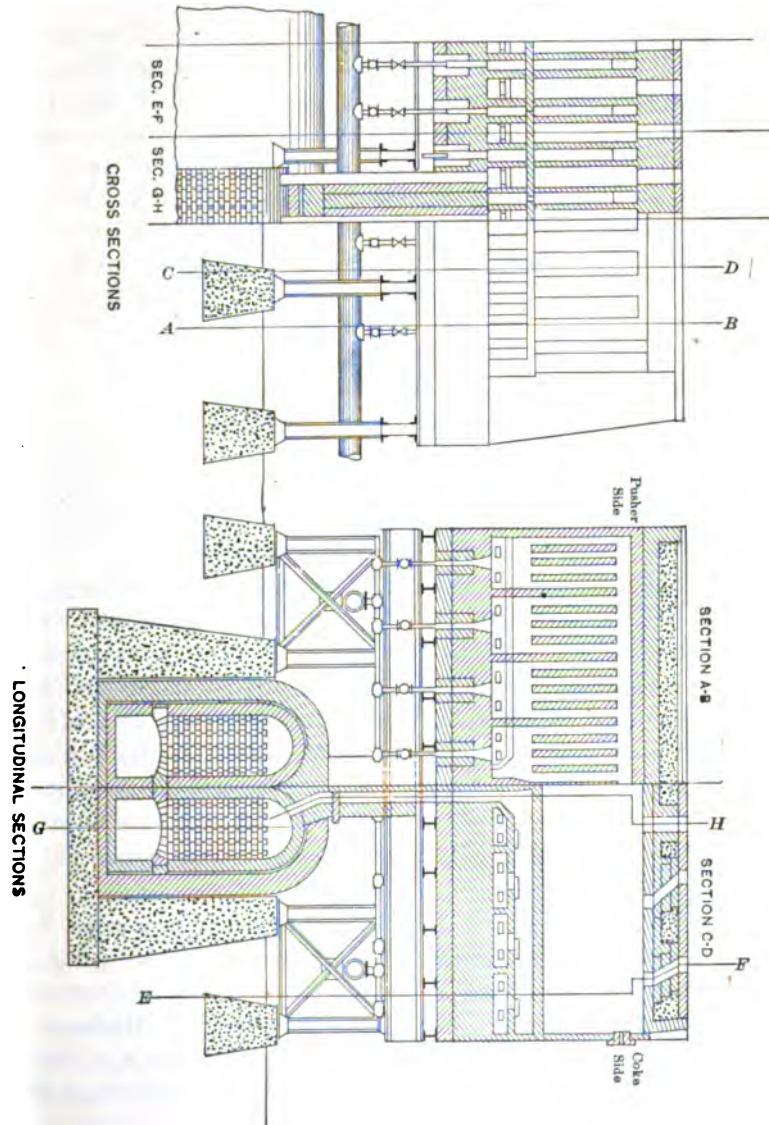 SEC. E-F
SEC. G-H
CROSS SECTIONS
C
D
A
B
Pusher
Side
SECTION A-B
LONGITUDINAL SECTIONS
G
H
SECTION C-D
E
F
Coke
Side